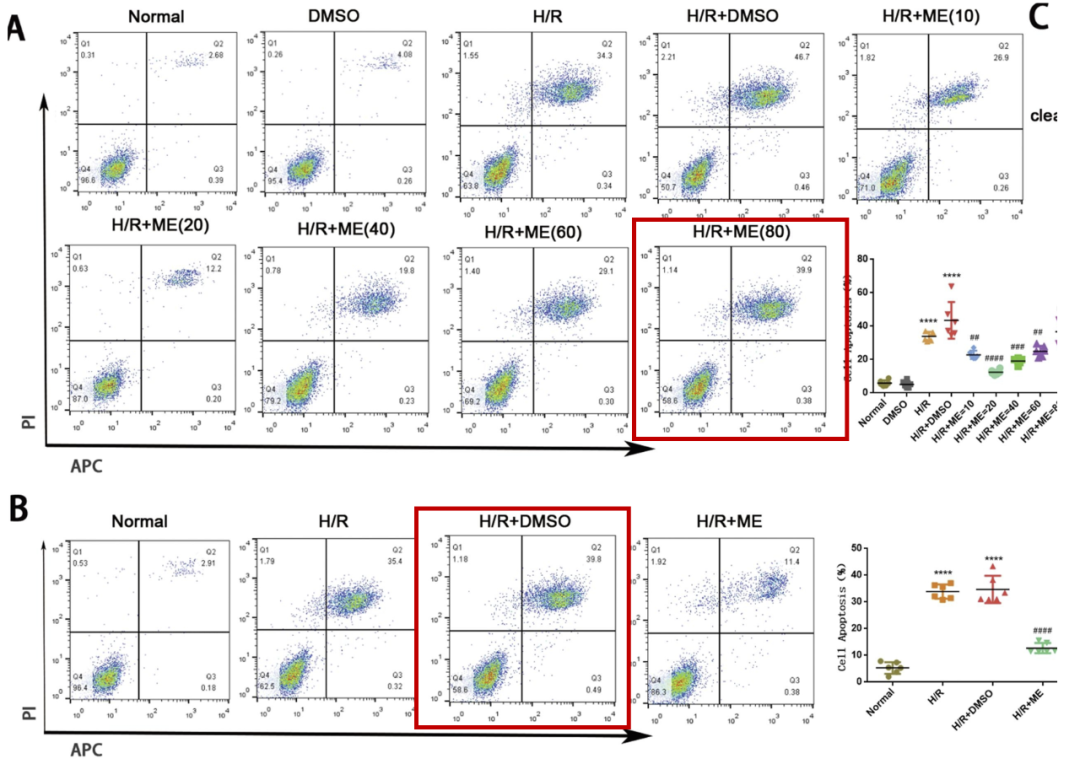 A
Normal
DMSO
H/R
H/R+DMSO
H/R+ME(10)
C
Q1
0.31
Q2
2.68
Q4
96.6
Q3
0.39
Q1
0.26
Q2
4.08
Q4
95.4
Q3
0.26
Q1
1.55
Q2
34.3
Q4
63.8
Q3
0.34
Q1
2.21
Q2
46.7
Q4
50.7
Q3
0.46
Q1
1.82
Q2
26.9
Q4
71.0
Q3
0.26
clea
H/R+ME(20)
H/R+ME(40)
H/R+ME(60)
H/R+ME(80)
Q1
0.63
Q2
12.2
Q4
87.0
Q3
0.20
Q1
0.78
Q2
19.8
Q4
79.2
Q3
0.23
Q1
1.40
Q2
29.1
Q4
69.2
Q3
0.30
Q1
1.14
Q2
39.9
Q4
58.6
Q3
0.38
PI
APC
Cell Apoptosis (%)
80
60
40
20
0
****
****
##
####
###
##
Normal
DMSO
H/R
H/R+DMSO
H/R+ME=10
H/R+ME=20
H/R+ME=40
H/R+ME=60
H/R+ME=8
B
Normal
H/R
H/R+DMSO
H/R+ME
Q1
0.53
Q2
2.91
Q4
96.4
Q3
0.18
Q1
1.79
Q2
35.4
Q4
62.5
Q3
0.32
Q1
1.18
Q2
39.8
Q4
58.6
Q3
0.49
Q1
1.92
Q2
11.4
Q4
86.3
Q3
0.38
PI
APC
Cell Apoptosis (%)
50
40
30
20
10
0
****
****
####
Normal
H/R
H/R+DMSO
H/R+ME